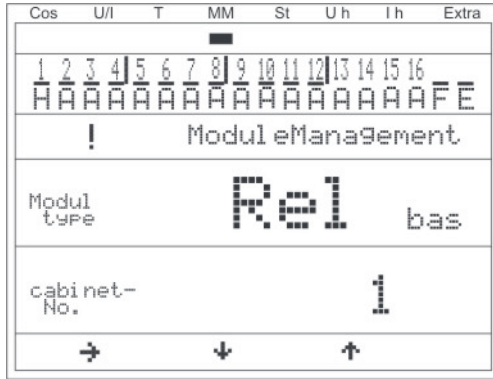 Cos U/I T MM St U h I h Extra
1 2 3 4 5 6 7 8 9 10 11 12 13 14 15 16
H A A A A A A A A A A A A A A A F E
! ModuleManagement
Modul
type
Rel bas
cabinet-
No.
1